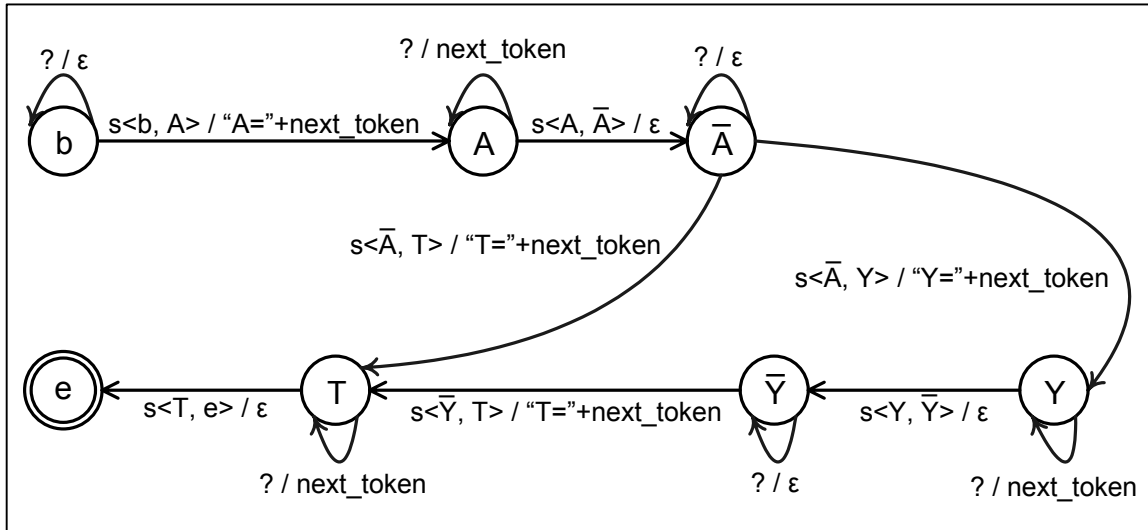 ? / ε
? / next_token
? / ε
b
s<b, A> / “A=”+next_token
A
s<A, A̅> / ε
A̅
s<A̅, T> / “T=”+next_token
s<A̅, Y> / “Y=”+next_token
e
s<T, e> / ε
T
s<Y̅, T> / “T=”+next_token
Y̅
s<Y, Y̅> / ε
Y
? / next_token
? / ε
? / next_token